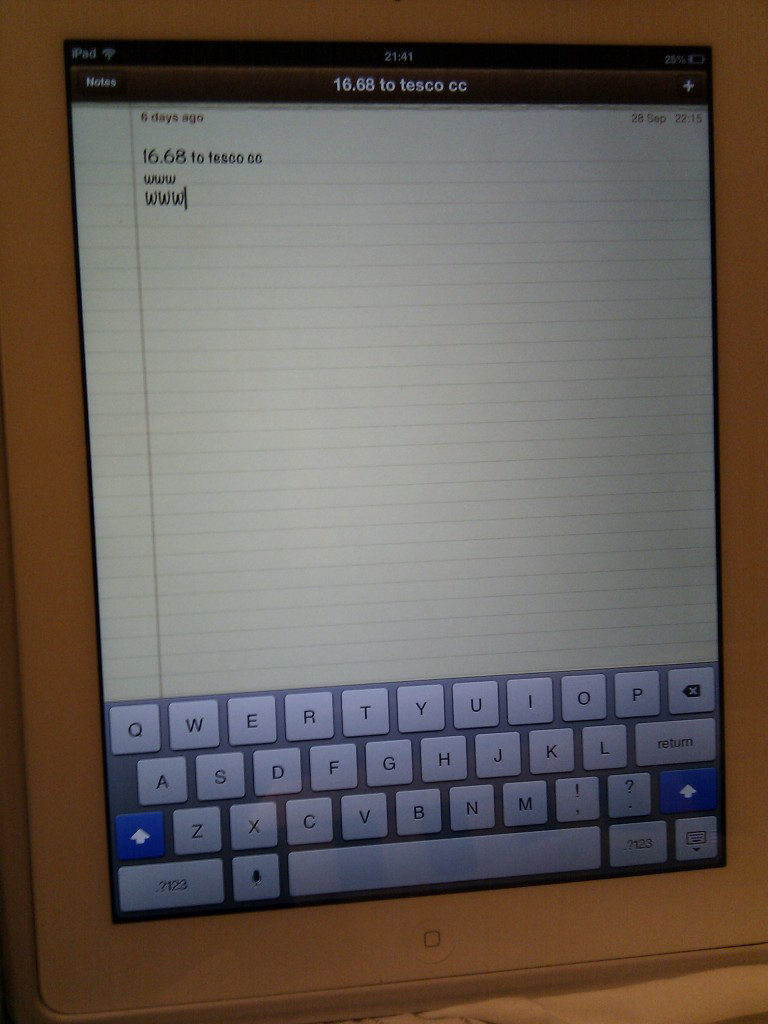 iPad 21:41 25%
Notes 16.68 to tesco cc +
6 days ago 28 Sep 22:15
16.68 to tesco cc
www
WWW
Q W E R T Y U I O P
A S D F G H J K L return
Z X C V B N M ! , ? .
.?123 .?123